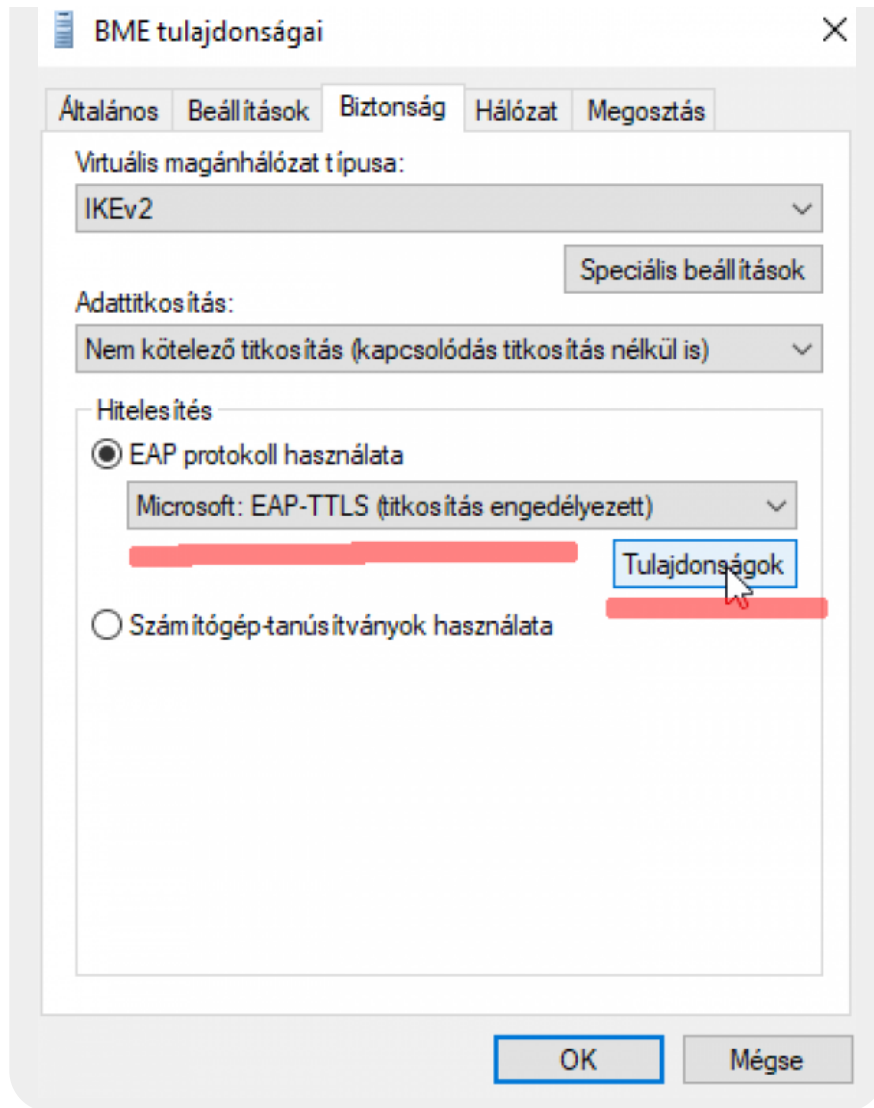 BME tulajdonságai
Általános Beállítások Biztonság Hálózat Megosztás
Virtuális magánhálózat típusa:
IKEv2
Speciális beállítások
Adattitkosítás:
Nem kötelező titkosítás (kapcsolódás titkosítás nélkül is)
Hitelesítés
EAP protokoll használata
Microsoft: EAP-TTLS (titkosítás engedélyezett)
Tulajdonságok
Számítógép-tanúsítványok használata
OK Mégse